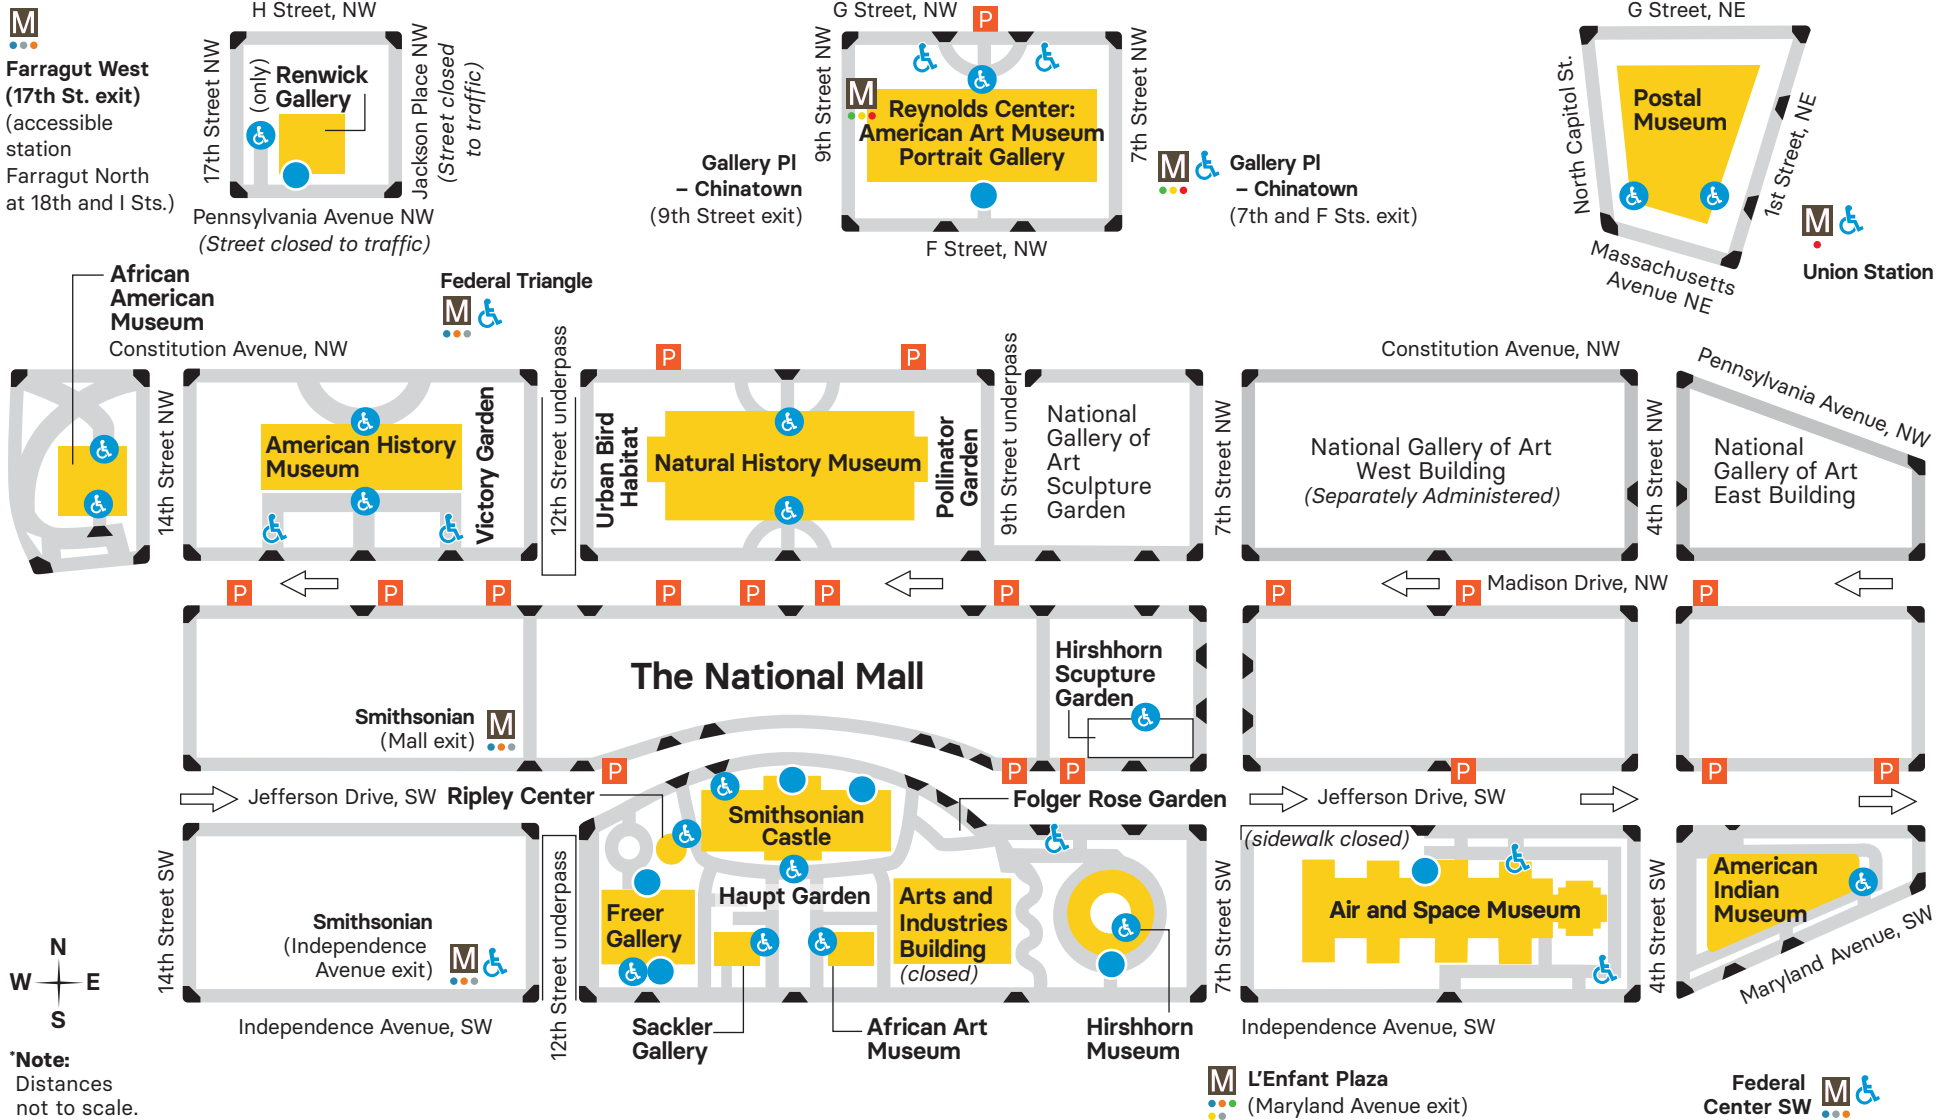 H Street, NW
G Street, NW
P
G Street, NE
M
Farragut West
(17th St. exit)
(accessible
station
Farragut North
at 18th and I Sts.)
17th Street NW
(only)
Renwick
Gallery
Jackson Place NW
(Street closed
to traffic)
Pennsylvania Avenue NW
(Street closed to traffic)
9th Street NW
M
Reynolds Center:
American Art Museum
Portrait Gallery
7th Street NW
Gallery Pl
– Chinatown
(9th Street exit)
M
Gallery Pl
– Chinatown
(7th and F Sts. exit)
F Street, NW
North Capitol St.
Postal
Museum
1st Street, NE
Massachusetts
Avenue NE
M
Union Station
African
American
Museum
Constitution Avenue, NW
Federal Triangle
M
P
P
Constitution Avenue, NW
Pennsylvania Avenue, NW
14th Street NW
American History
Museum
Victory Garden
12th Street underpass
Urban Bird
Habitat
Natural History Museum
Pollinator
Garden
9th Street underpass
National
Gallery of
Art
Sculpture
Garden
7th Street NW
National Gallery of Art
West Building
(Separately Administered)
4th Street NW
National
Gallery of Art
East Building
P
P
P
P
P
P
P
P
P
Madison Drive, NW
P
The National Mall
Hirshhorn
Scupture
Garden
Smithsonian
(Mall exit)
M
P
P
P
P
P
P
Jefferson Drive, SW
Ripley Center
Folger Rose Garden
Jefferson Drive, SW
Smithsonian
Castle
(sidewalk closed)
14th Street SW
Smithsonian
(Independence
Avenue exit)
M
12th Street underpass
Freer
Gallery
Haupt Garden
Arts and
Industries
Building
(closed)
7th Street SW
Air and Space Museum
4th Street SW
American
Indian
Museum
Maryland Avenue, SW
N
W
E
S
Independence Avenue, SW
Sackler
Gallery
African Art
Museum
Hirshhorn
Museum
Independence Avenue, SW
*Note:
Distances
not to scale.
M
L'Enfant Plaza
(Maryland Avenue exit)
Federal
Center SW
M